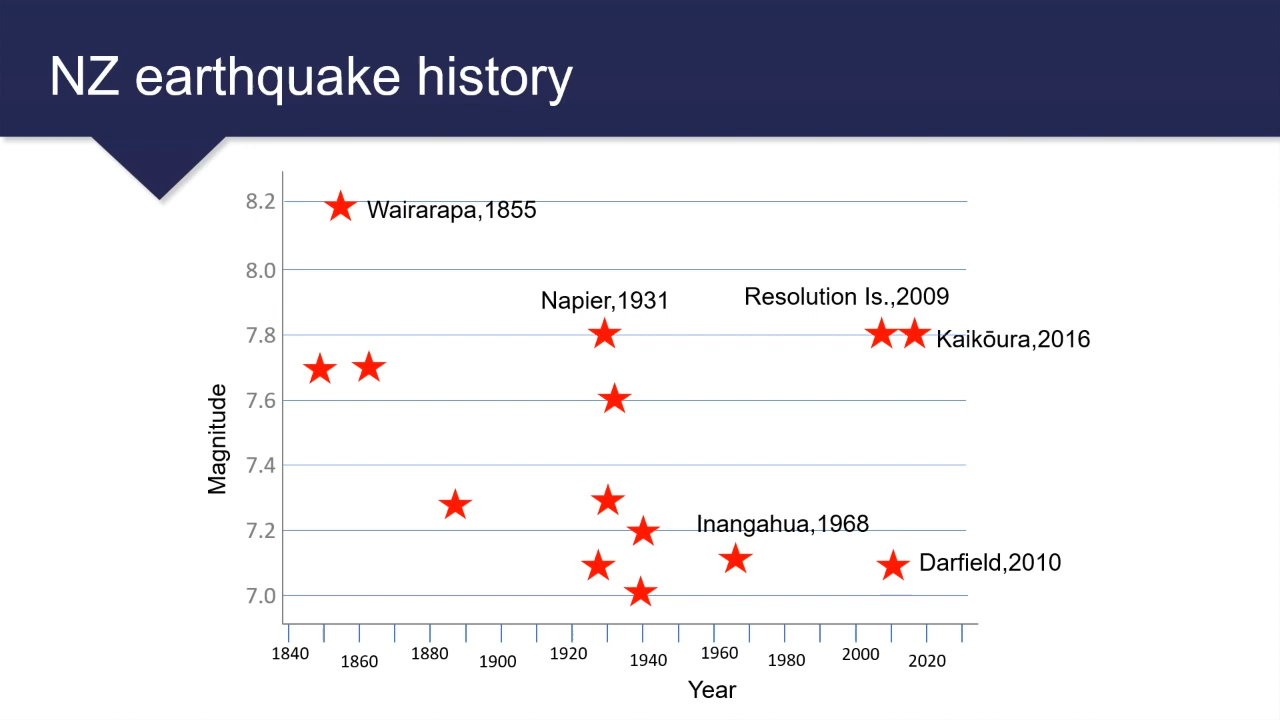 NZ earthquake history
8.2
Wairarapa,1855
8.0
Napier,1931
Resolution Is.,2009
7.8
Kaikōura,2016
7.6
Magnitude
7.4
7.2
Inangahua,1968
Darfield,2010
7.0
1840 1860 1880 1900 1920 1940 1960 1980 2000 2020
Year